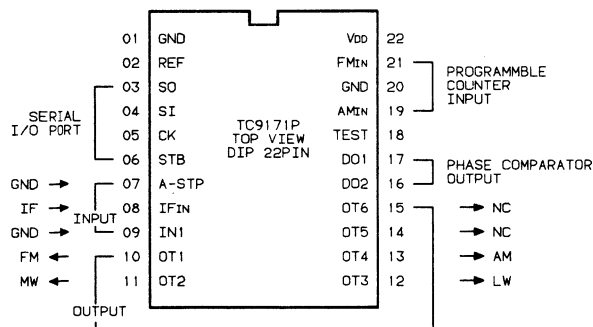 01 GND VDD 22
02 REF FMIN 21
03 SO GND 20
04 SI AMIN 19
05 CK TEST 18
06 STB DO1 17
07 A-STP DO2 16
08 IFIN OT6 15
09 IN1 OT5 14
10 OT1 OT4 13
11 OT2 OT3 12
TC9171P
TOP VIEW
DIP 22PIN
SERIAL
I/O PORT
GND →
IF →
INPUT
GND →
FM ←
MW ←
OUTPUT
PROGRAMMBLE
COUNTER
INPUT
PHASE COMPARATOR
OUTPUT
→ NC
→ NC
→ AM
→ LW